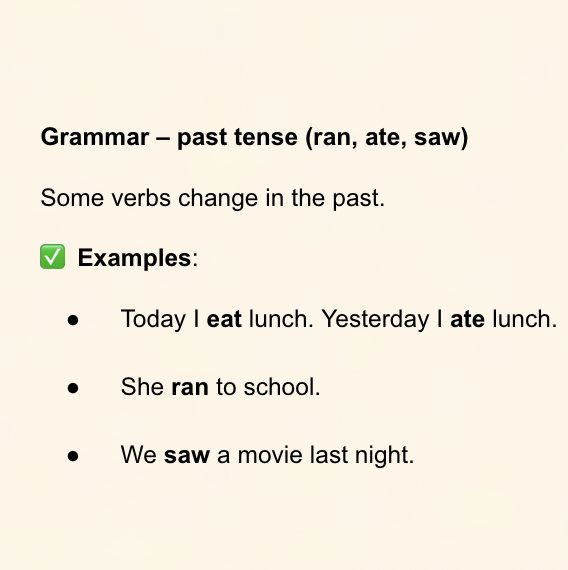 Grammar – past tense (ran, ate, saw)
Some verbs change in the past.
✅ Examples:
● Today I eat lunch. Yesterday I ate lunch.
● She ran to school.
● We saw a movie last night.